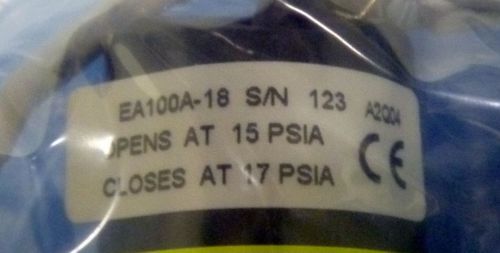 EA100A-18 S/N 123 A2Q04
OPENS AT 15 PSIA
CLOSES AT 17 PSIA
CE